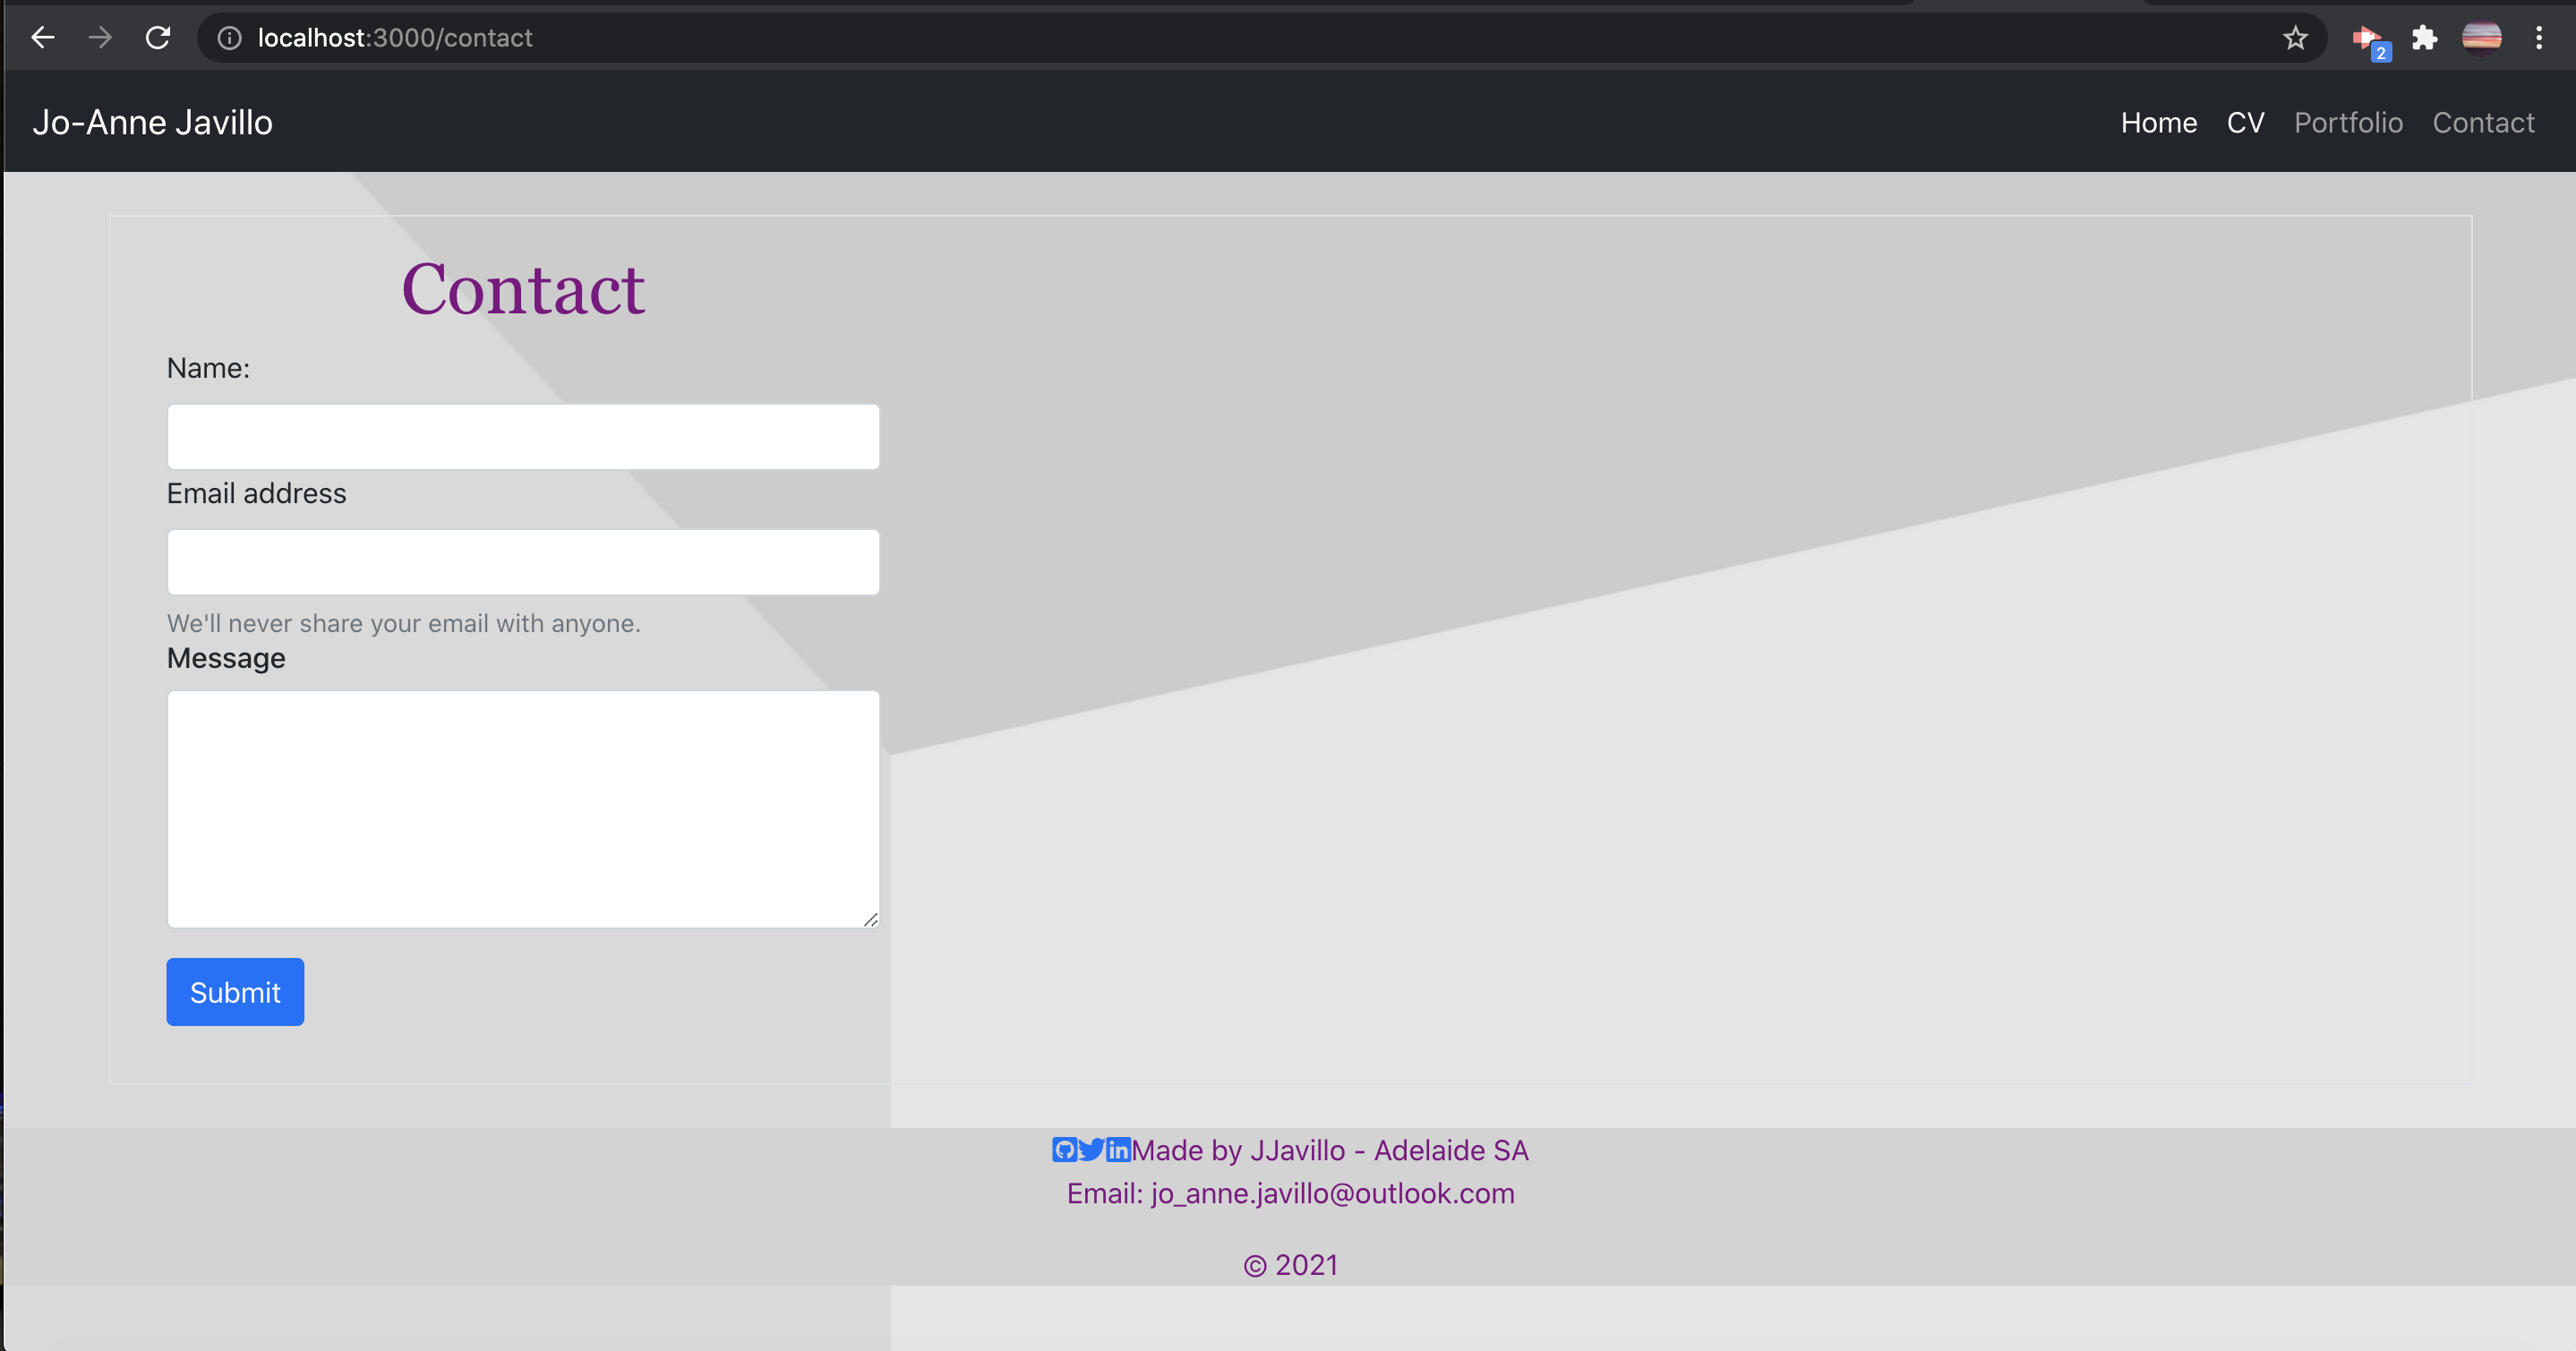 localhost:3000/contact
2
Jo-Anne Javillo
Home CV Portfolio Contact
Contact
Name:
Email address
We'll never share your email with anyone.
Message
Submit
in Made by JJavillo - Adelaide SA
Email: jo_anne.javillo@outlook.com
© 2021